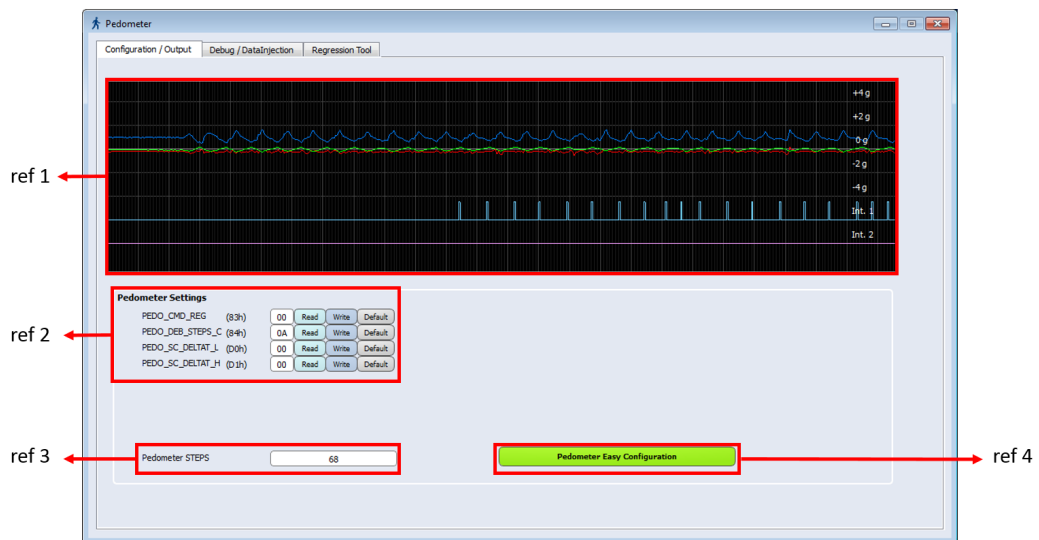 Pedometer
Configuration / Output Debug / DataInjection Regression Tool
+4 g
+2 g
0 g
-2 g
-4 g
Int. 1
Int. 2
ref 1
Pedometer Settings
PEDO_CMD_REG (83h) 00 Read Write Default
PEDO_DEB_STEPS_C (84h) 0A Read Write Default
PEDO_SC_DELTAT_L (D0h) 00 Read Write Default
PEDO_SC_DELTAT_H (D1h) 00 Read Write Default
ref 2
ref 3
Pedometer STEPS 68
Pedometer Easy Configuration
ref 4